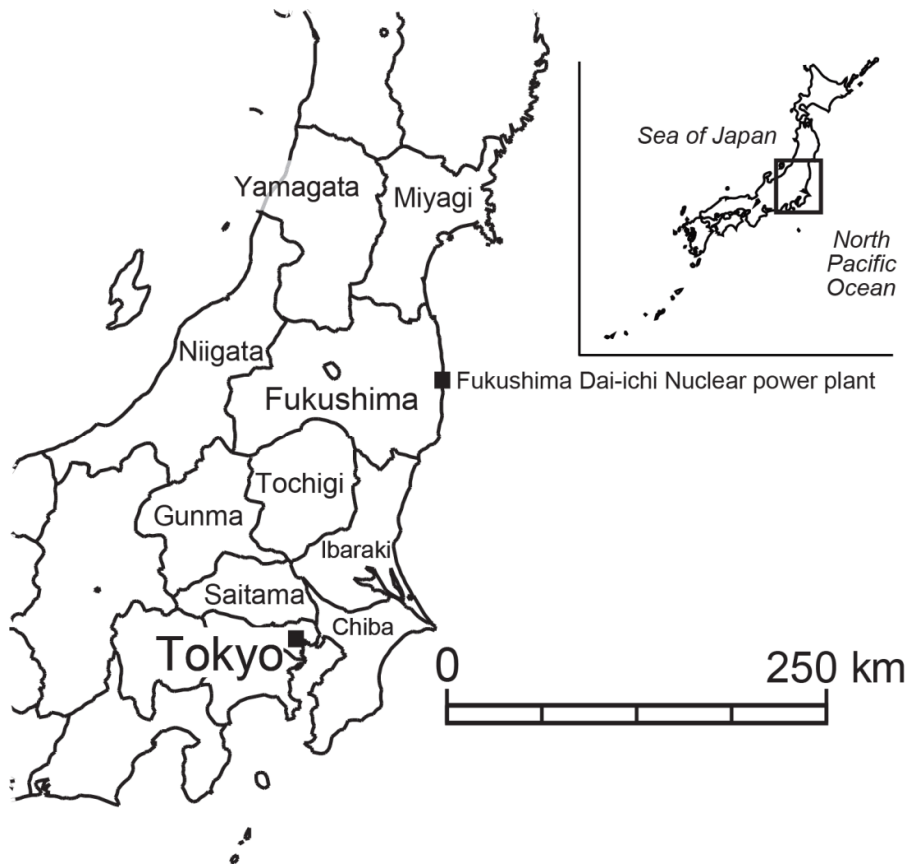 Sea of Japan
Yamagata
Miyagi
North
Pacific
Ocean
Niigata
Fukushima Dai-ichi Nuclear power plant
Fukushima
Tochigi
Gunma
Ibaraki
Saitama
Chiba
Tokyo
0
250 km